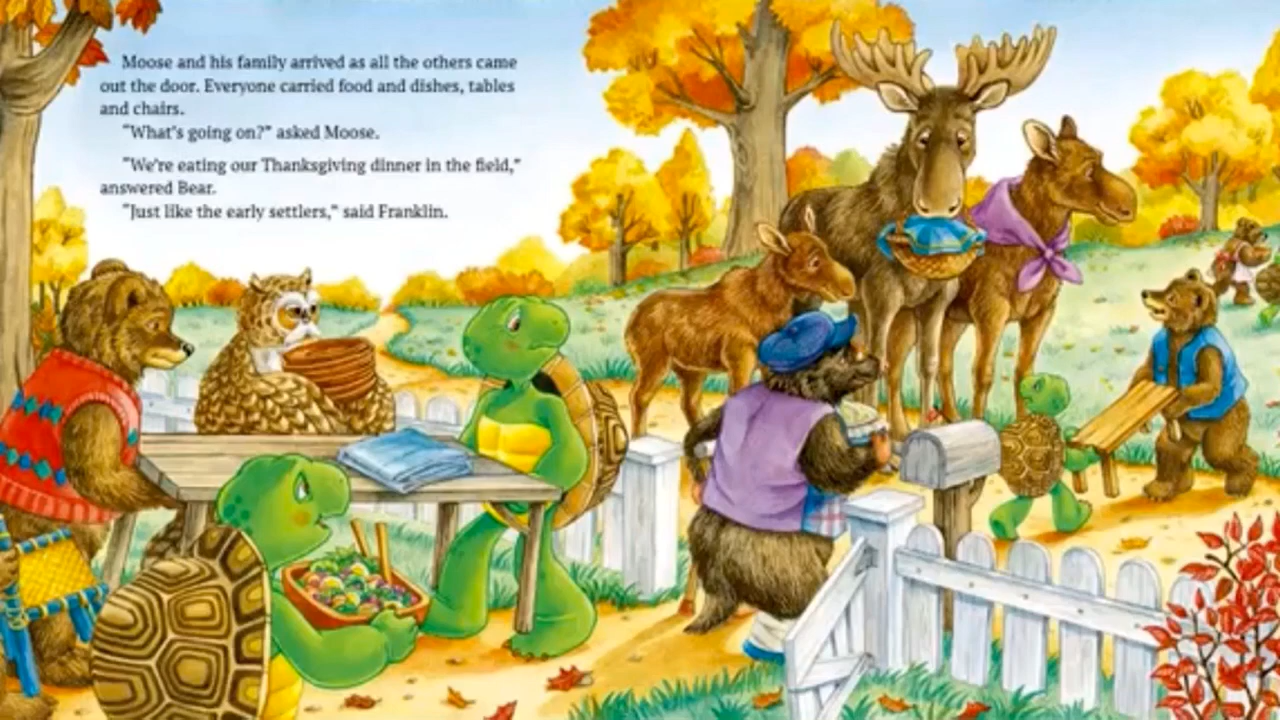 Moose and his family arrived as all the others came
out the door. Everyone carried food and dishes, tables
and chairs.
"What's going on?" asked Moose.
"We're eating our Thanksgiving dinner in the field,"
answered Bear.
"Just like the early settlers," said Franklin.